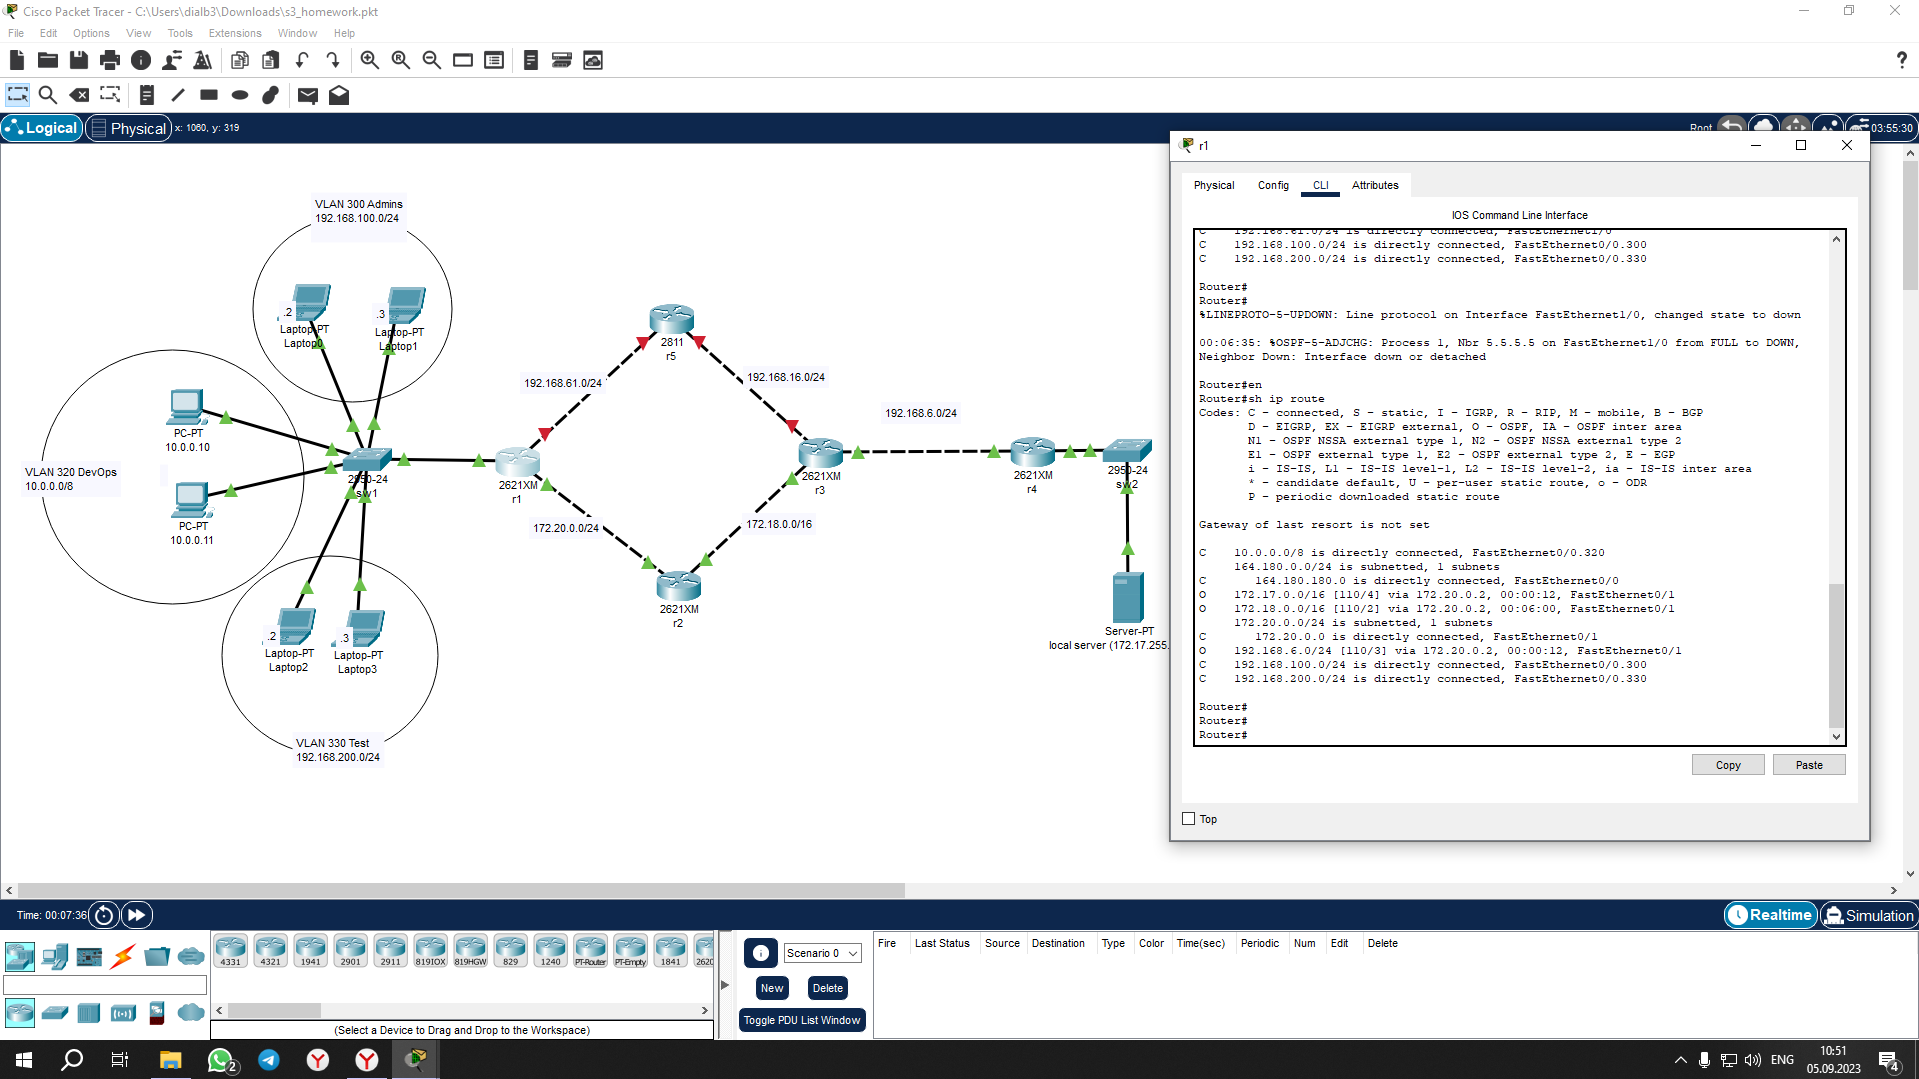 Cisco Packet Tracer - C:\Users\dialb3\Downloads\s3_homework.pkt
File Edit Options View Tools Extensions Window Help
?
Logical Physical x: 1060, y: 319
Root 03:55:30
VLAN 300 Admins
192.168.100.0/24
.2
Laptop-PT
Laptop0
.3
Laptop-PT
Laptop1
PC-PT
10.0.0.10
VLAN 320 DevOps
10.0.0.0/8
PC-PT
10.0.0.11
2950-24
sw1
.2
Laptop-PT
Laptop2
.3
Laptop-PT
Laptop3
VLAN 330 Test
192.168.200.0/24
2621XM
r1
192.168.61.0/24
2811
r5
192.168.16.0/24
172.20.0.0/24
172.18.0.0/16
2621XM
r2
2621XM
r3
192.168.6.0/24
2621XM
r4
2950-24
sw2
Server-PT
local server (172.17.255.
r1
Physical Config CLI Attributes
IOS Command Line Interface
C 192.168.61.0/24 is directly connected, FastEthernet1/0
C 192.168.100.0/24 is directly connected, FastEthernet0/0.300
C 192.168.200.0/24 is directly connected, FastEthernet0/0.330
Router#
Router#
%LINEPROTO-5-UPDOWN: Line protocol on Interface FastEthernet1/0, changed state to down
00:06:35: %OSPF-5-ADJCHG: Process 1, Nbr 5.5.5.5 on FastEthernet1/0 from FULL to DOWN,
Neighbor Down: Interface down or detached
Router#en
Router#sh ip route
Codes: C - connected, S - static, I - IGRP, R - RIP, M - mobile, B - BGP
D - EIGRP, EX - EIGRP external, O - OSPF, IA - OSPF inter area
N1 - OSPF NSSA external type 1, N2 - OSPF NSSA external type 2
E1 - OSPF external type 1, E2 - OSPF external type 2, E - EGP
i - IS-IS, L1 - IS-IS level-1, L2 - IS-IS level-2, ia - IS-IS inter area
* - candidate default, U - per-user static route, o - ODR
P - periodic downloaded static route
Gateway of last resort is not set
C 10.0.0.0/8 is directly connected, FastEthernet0/0.320
164.180.0.0/24 is subnetted, 1 subnets
C 164.180.180.0 is directly connected, FastEthernet0/0
O 172.17.0.0/16 [110/4] via 172.20.0.2, 00:00:12, FastEthernet0/1
O 172.18.0.0/16 [110/2] via 172.20.0.2, 00:06:00, FastEthernet0/1
172.20.0.0/24 is subnetted, 1 subnets
C 172.20.0.0 is directly connected, FastEthernet0/1
O 192.168.6.0/24 [110/3] via 172.20.0.2, 00:00:12, FastEthernet0/1
C 192.168.100.0/24 is directly connected, FastEthernet0/0.300
C 192.168.200.0/24 is directly connected, FastEthernet0/0.330
Router#
Router#
Router#
Copy Paste
Top
Time: 00:07:36
Realtime Simulation
4331 4321 1941 2901 2911 819IOX 819HGW 829 1240 PT-Router PT-Empty 1841 2620
(Select a Device to Drag and Drop to the Workspace)
Scenario 0
New Delete
Toggle PDU List Window
Fire Last Status Source Destination Type Color Time(sec) Periodic Num Edit Delete
2
ENG
10:51
05.09.2023
4